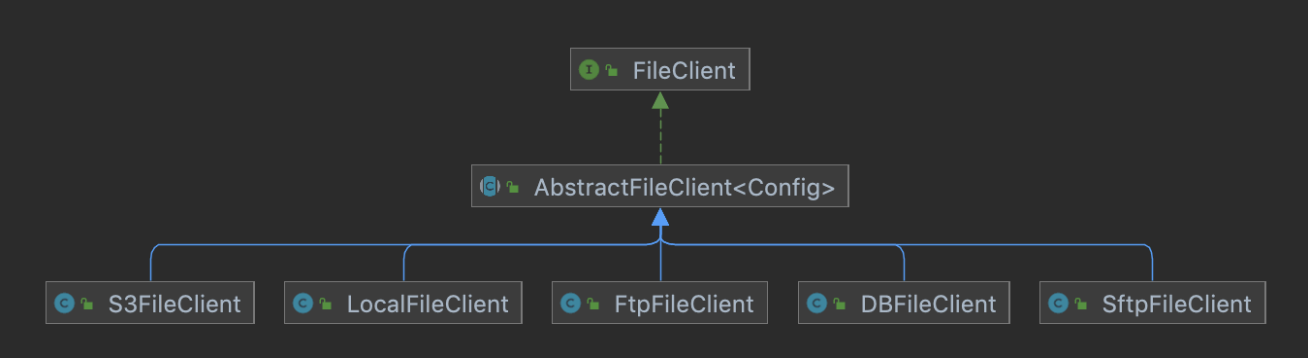 I FileClient
C AbstractFileClient<Config>
C S3FileClient
C LocalFileClient
C FtpFileClient
C DBFileClient
C SftpFileClient